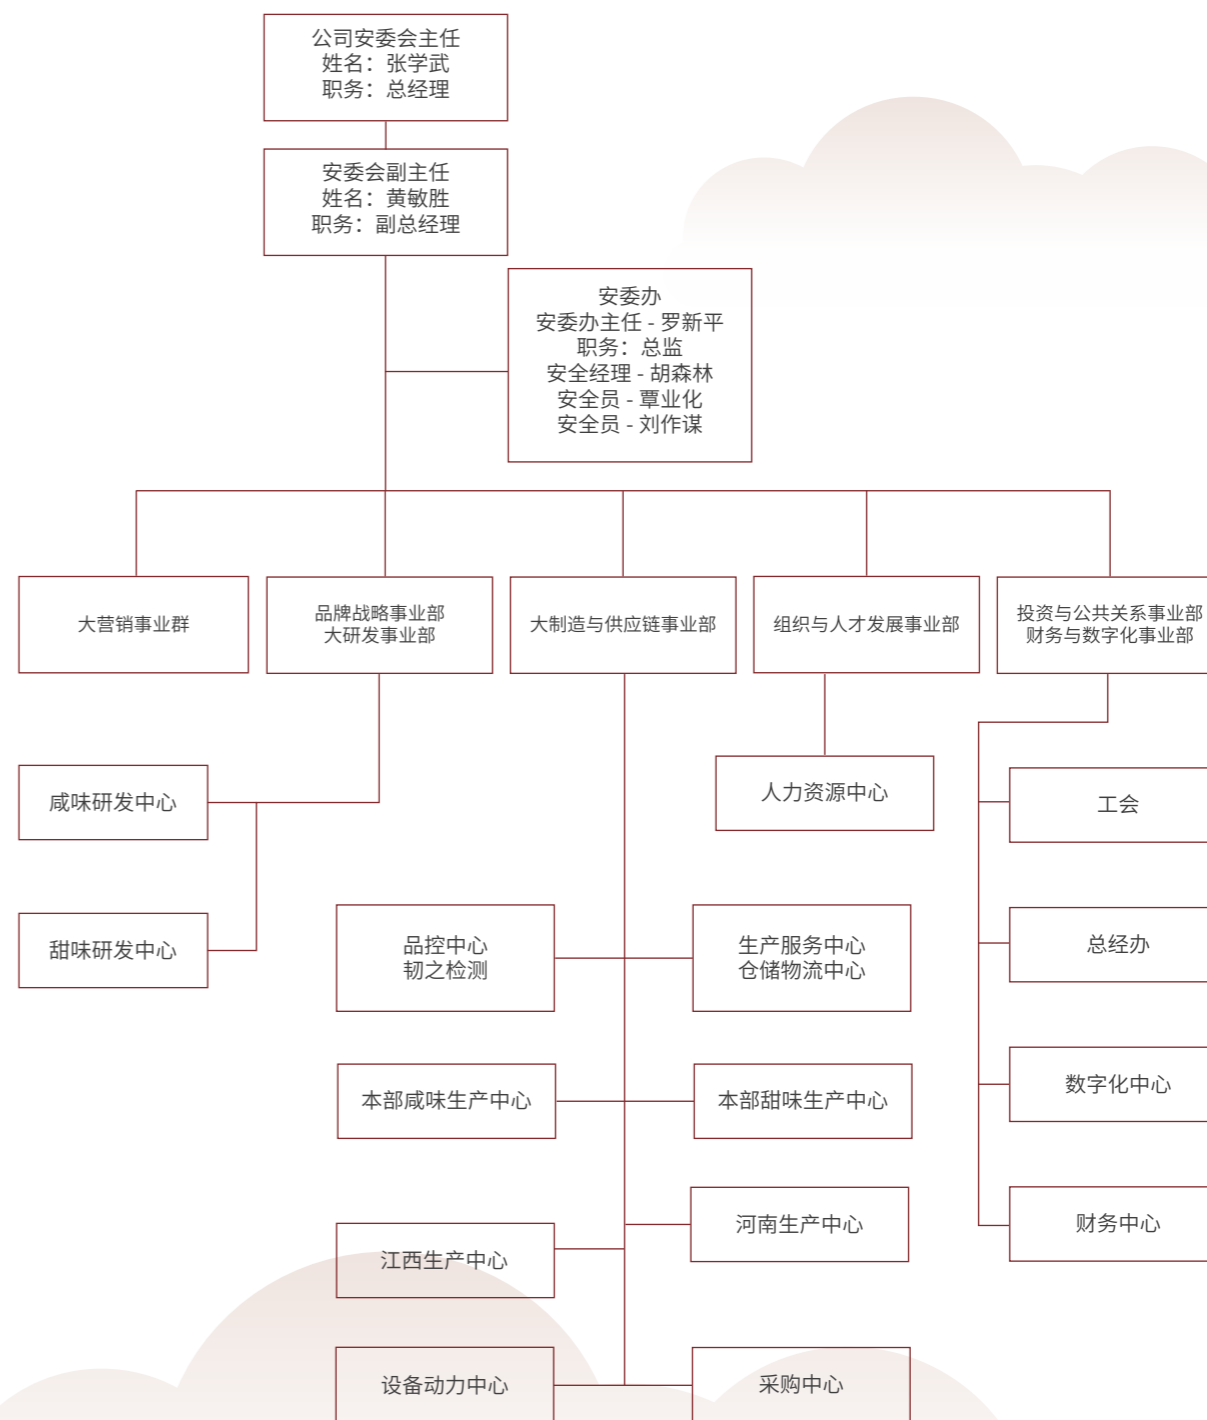 公司安委会主任
姓名：张学武
职务：总经理
安委会副主任
姓名：黄敏胜
职务：副总经理
安委办
安委办主任 - 罗新平
职务：总监
安全经理 - 胡森林
安全员 - 覃业化
安全员 - 刘作谋
大营销事业群
品牌战略事业部
大研发事业部
大制造与供应链事业部
组织与人才发展事业部
投资与公共关系事业部
财务与数字化事业部
咸味研发中心
甜味研发中心
人力资源中心
工会
总经办
数字化中心
财务中心
品控中心
韧之检测
生产服务中心
仓储物流中心
本部咸味生产中心
本部甜味生产中心
江西生产中心
河南生产中心
设备动力中心
采购中心